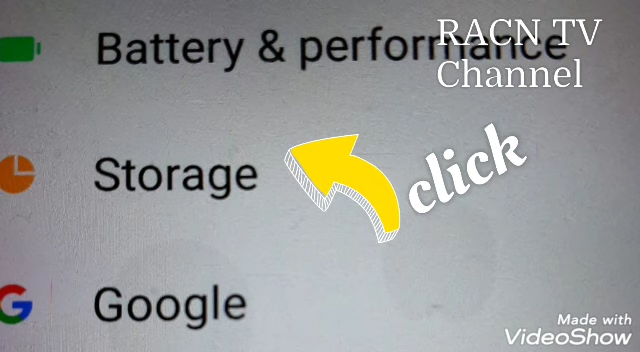 Battery & performance
RACN TV
Channel
Storage
click
Google
Made with
VideoShow